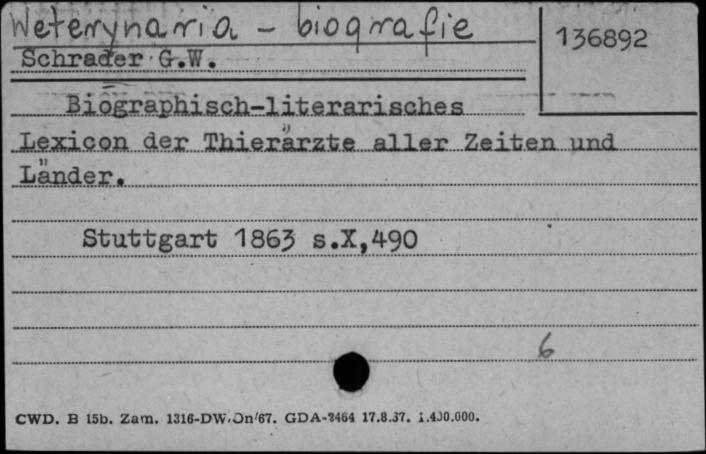 Weterynaria - biografie
136892
Schrader G.W.
Biographisch-literarisches
Lexicon der Thierärzte aller Zeiten und
Länder.
Stuttgart 1863 s.X,490
6
CWD. B 15b. Zam. 1316-DW.On/67. GDA-2464 17.8.67. 1.400.000.